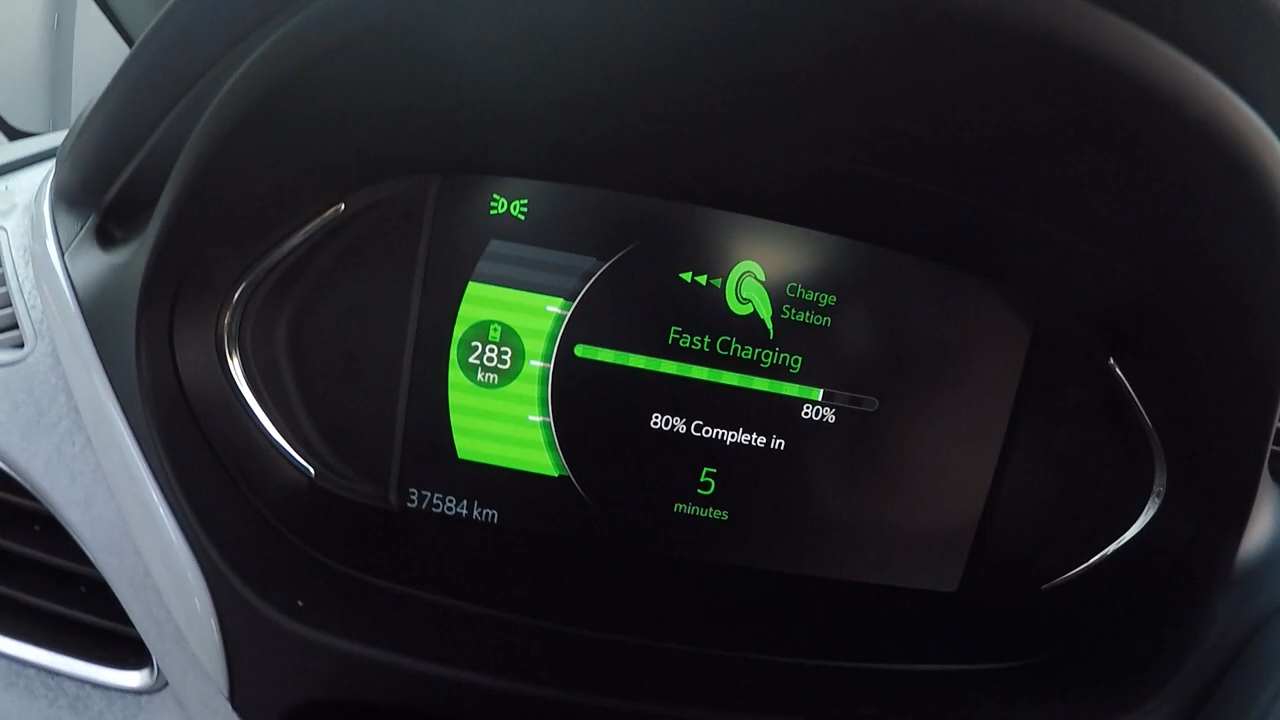 283
km
37584 km
Charge
Station
Fast Charging
80%
80% Complete in
5
minutes